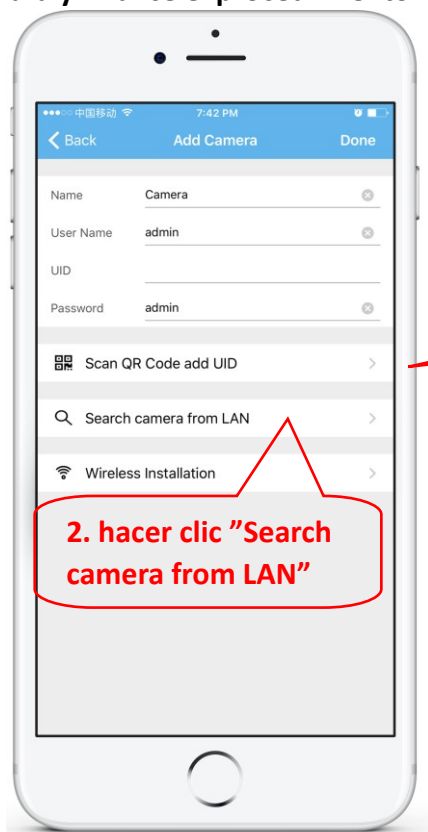 中国移动 7:42 PM
Back Add Camera Done
Name Camera
User Name admin
UID
Password admin
Scan QR Code add UID
Search camera from LAN
Wireless Installation
2. hacer clic ”Search
camera from LAN”